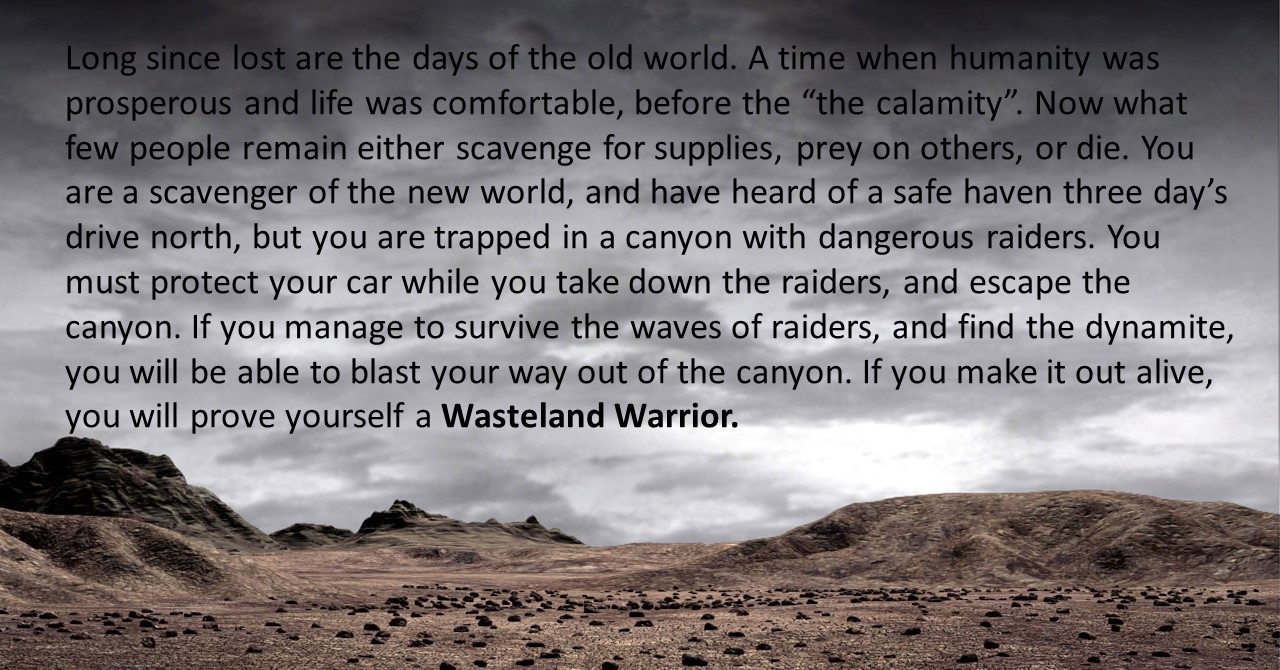 Long since lost are the days of the old world. A time when humanity was
prosperous and life was comfortable, before the “the calamity”. Now what
few people remain either scavenge for supplies, prey on others, or die. You
are a scavenger of the new world, and have heard of a safe haven three day’s
drive north, but you are trapped in a canyon with dangerous raiders. You
must protect your car while you take down the raiders, and escape the
canyon. If you manage to survive the waves of raiders, and find the dynamite,
you will be able to blast your way out of the canyon. If you make it out alive,
you will prove yourself a Wasteland Warrior.